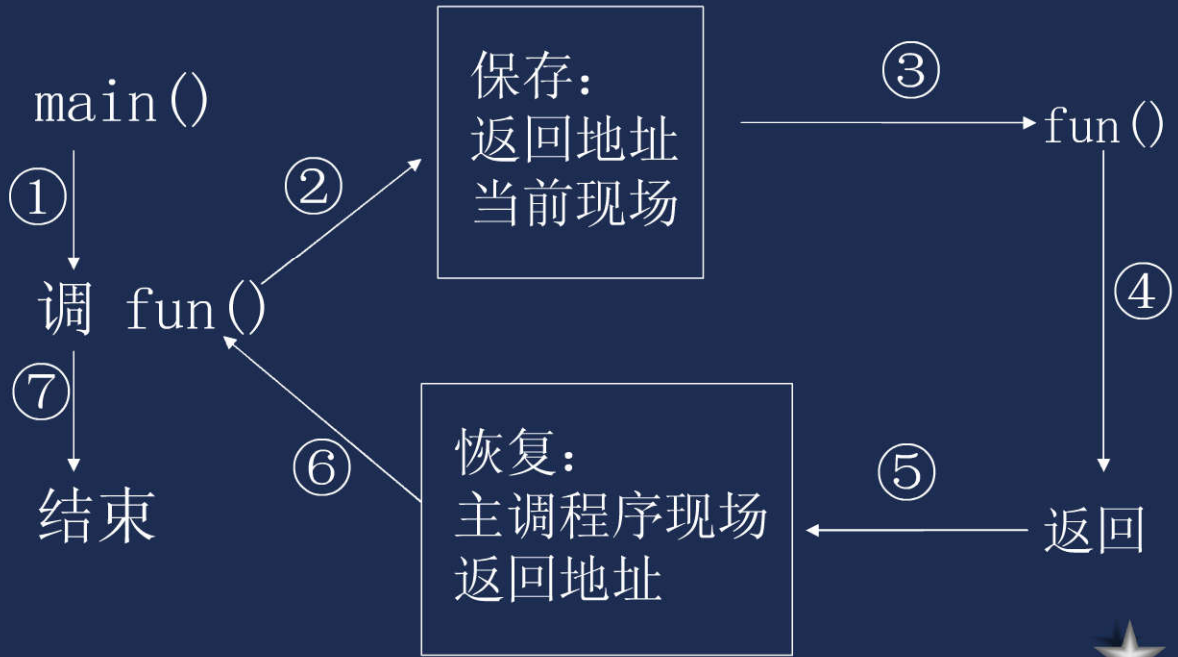 main()
①
调 fun()
②
保存：
返回地址
当前现场
③
fun()
④
返回
⑤
恢复：
主调程序现场
返回地址
⑥
⑦
结束